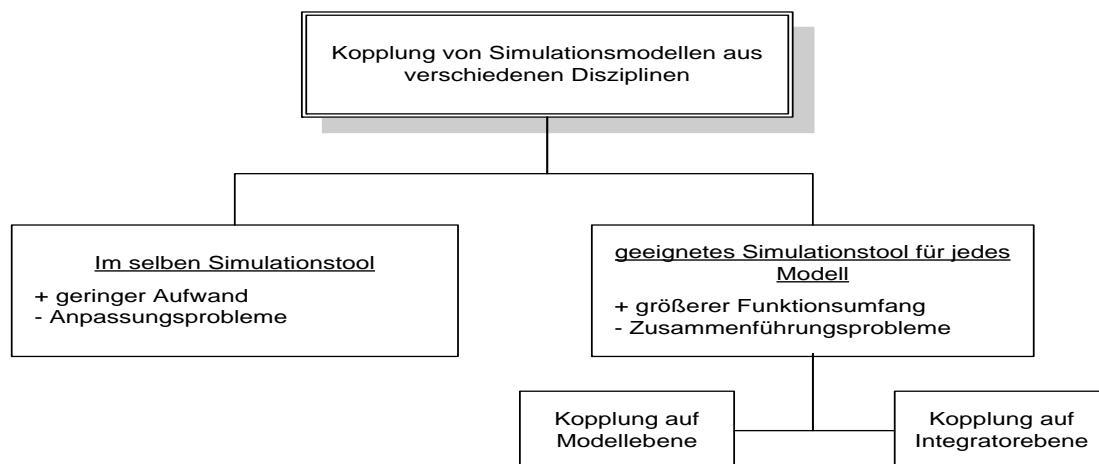 Kopplung von Simulationsmodellen aus
verschiedenen Disziplinen
Im selben Simulationstool
+ geringer Aufwand
- Anpassungsprobleme
geeignetes Simulationstool für jedes
Modell
+ größerer Funktionsumfang
- Zusammenführungsprobleme
Kopplung auf
Modellebene
Kopplung auf
Integratorebene